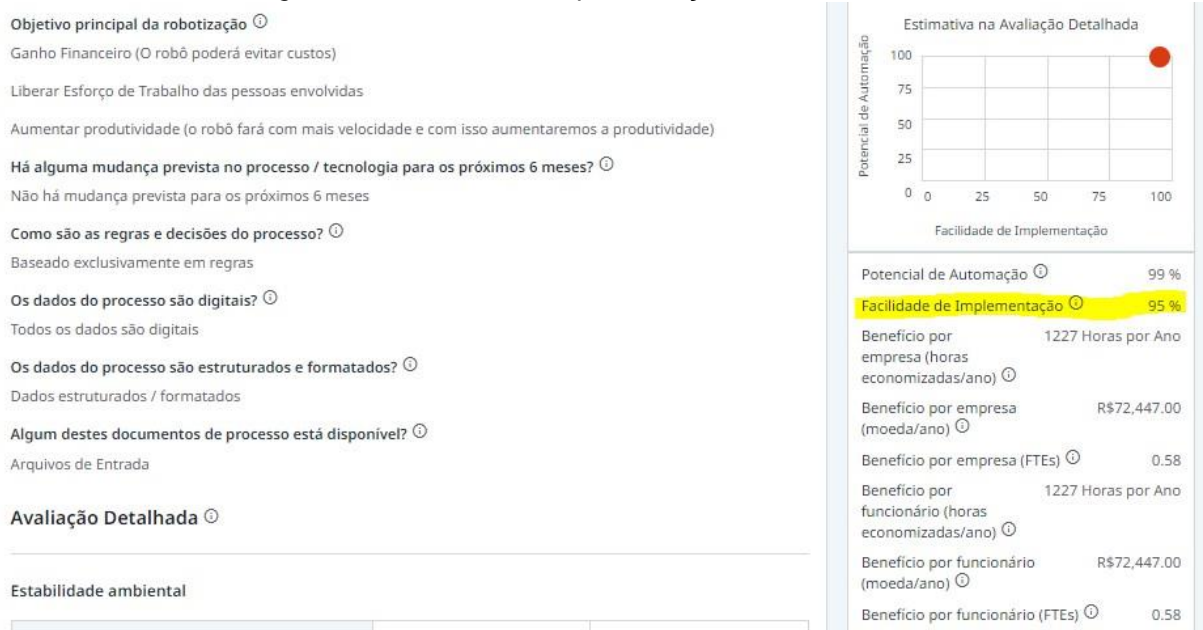 Objetivo principal da robotização
Ganho Financeiro (O robô poderá evitar custos)
Liberar Esforço de Trabalho das pessoas envolvidas
Aumentar produtividade (o robô fará com mais velocidade e com isso aumentaremos a produtividade)
Há alguma mudança prevista no processo / tecnologia para os próximos 6 meses?
Não há mudança prevista para os próximos 6 meses
Como são as regras e decisões do processo?
Baseado exclusivamente em regras
Os dados do processo são digitais?
Todos os dados são digitais
Os dados do processo são estruturados e formatados?
Dados estruturados / formatados
Algum destes documentos de processo está disponível?
Arquivos de Entrada
Avaliação Detalhada
Estabilidade ambiental
Estimativa na Avaliação Detalhada
Potencial de Automação
100
75
50
25
0
0 25 50 75 100
Facilidade de Implementação
Potencial de Automação 99 %
Facilidade de Implementação 95 %
Benefício por 1227 Horas por Ano
empresa (horas
economizadas/ano)
Benefício por empresa R$72,447.00
(moeda/ano)
Benefício por empresa (FTEs) 0.58
Benefício por 1227 Horas por Ano
funcionário (horas
economizadas/ano)
Benefício por funcionário R$72,447.00
(moeda/ano)
Benefício por funcionário (FTEs) 0.58